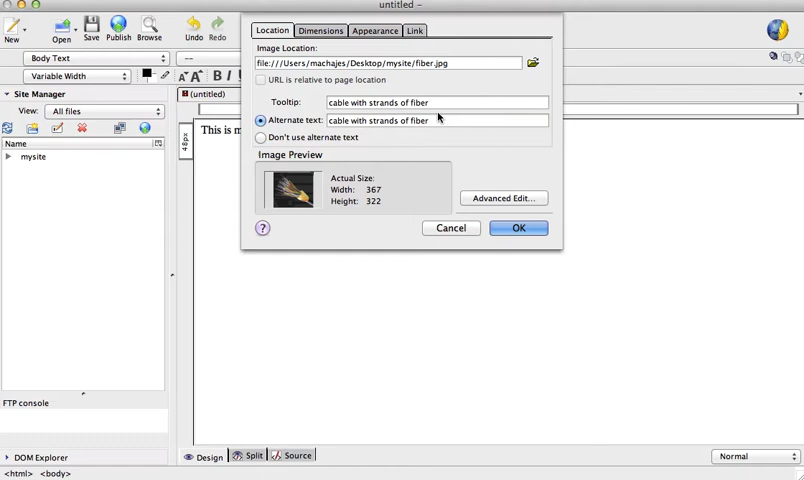 untitled –
New
Open
Save
Publish
Browse
Undo
Redo
Body Text
--
Variable Width
A
A
B
I
Site Manager
View:
All files
Name
mysite
FTP console
DOM Explorer
(untitled)
48px
This is m
Location
Dimensions
Appearance
Link
Image Location:
file:///Users/machajes/Desktop/mysite/fiber.jpg
URL is relative to page location
Tooltip:
cable with strands of fiber
Alternate text:
cable with strands of fiber
Don't use alternate text
Image Preview
Actual Size:
Width: 367
Height: 322
Advanced Edit...
?
Cancel
OK
Design
Split
Source
Normal
<html> <body>